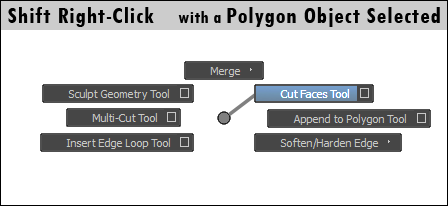 Shift Right-Click with a Polygon Object Selected
Merge
Sculpt Geometry Tool
Cut Faces Tool
Multi-Cut Tool
Append to Polygon Tool
Insert Edge Loop Tool
Soften/Harden Edge